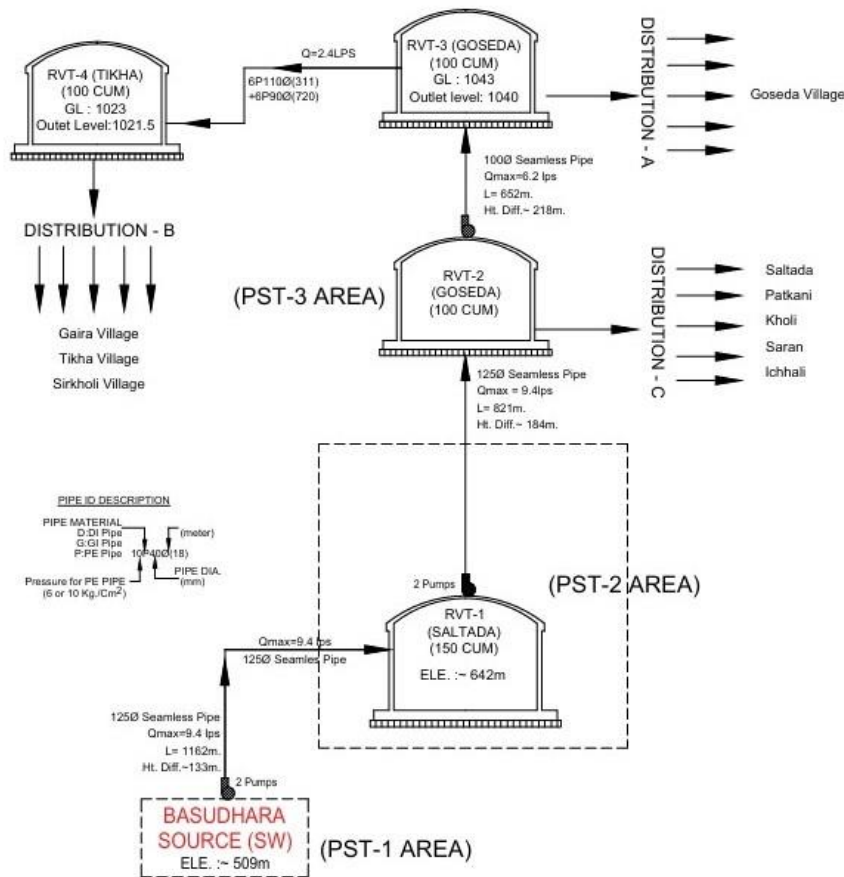 RVT-4 (TIKHA)
(100 CUM)
GL : 1023
Outet Level:1021.5
Q=2.4LPS
6P110Ø(311)
+6P90Ø(720)
RVT-3 (GOSEDA)
(100 CUM)
GL : 1043
Outlet level: 1040
DISTRIBUTION - A
Goseda Village
100Ø Seamless Pipe
Qmax=6.2 lps
L= 652m.
Ht. Diff.~ 218m.
DISTRIBUTION - B
Gaira Village
Tikha Village
Sirkholi Village
(PST-3 AREA)
RVT-2
(GOSEDA)
(100 CUM)
DISTRIBUTION - C
Saltada
Patkani
Kholi
Saran
Ichhali
125Ø Seamless Pipe
Qmax = 9.4lps
L= 821m.
Ht. Diff.~ 184m.
PIPE ID DESCRIPTION
PIPE MATERIAL
D:DI Pipe
G:GI Pipe
P:PE Pipe
10P40Ø(18)
(meter)
Pressure for PE PIPE
(6 or 10 Kg./Cm²)
PIPE DIA.
(mm)
2 Pumps
(PST-2 AREA)
RVT-1
(SALTADA)
(150 CUM)
ELE. :~ 642m
Qmax=9.4 lps
125Ø Seamles Pipe
125Ø Seamless Pipe
Qmax=9.4 lps
L= 1162m.
Ht. Diff.~133m.
2 Pumps
BASUDHARA
SOURCE (SW)
ELE. :~ 509m
(PST-1 AREA)